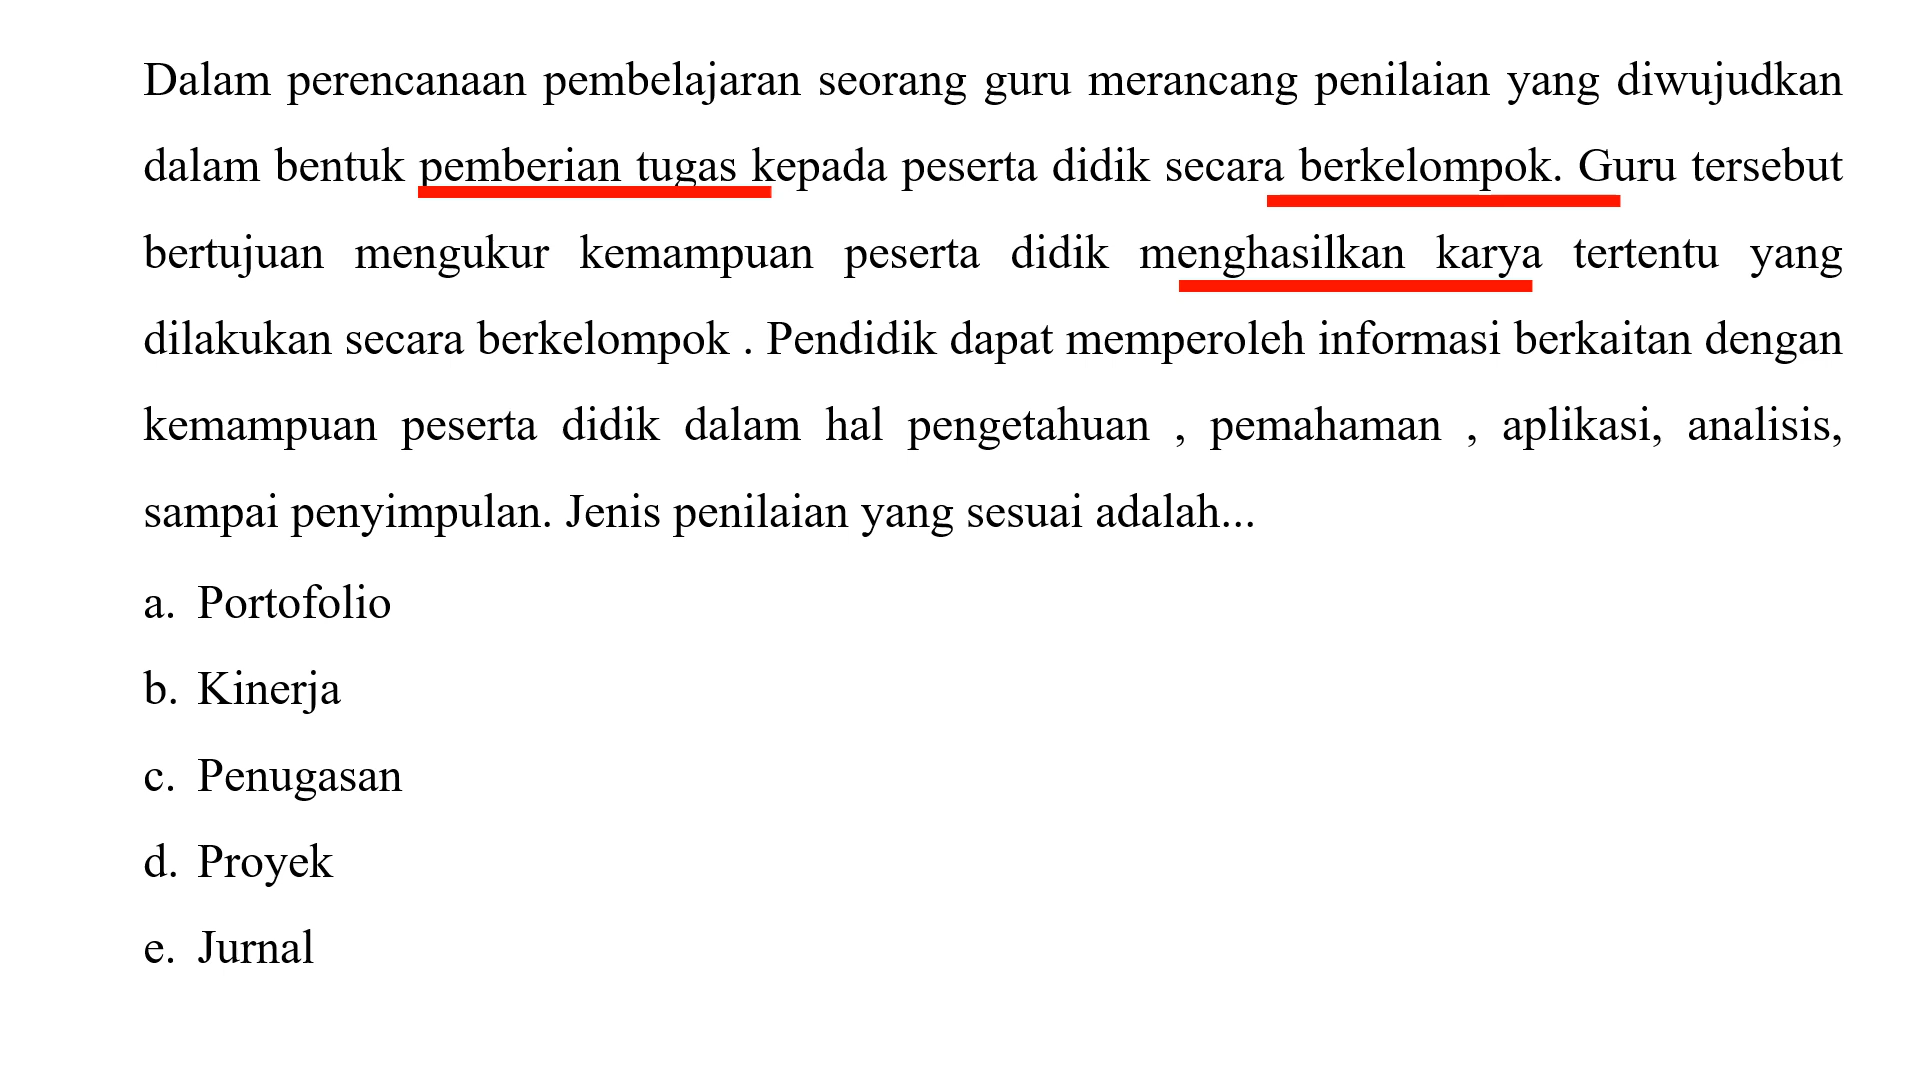 Dalam perencanaan pembelajaran seorang guru merancang penilaian yang diwujudkan
dalam bentuk pemberian tugas kepada peserta didik secara berkelompok. Guru tersebut
bertujuan mengukur kemampuan peserta didik menghasilkan karya tertentu yang
dilakukan secara berkelompok . Pendidik dapat memperoleh informasi berkaitan dengan
kemampuan peserta didik dalam hal pengetahuan , pemahaman , aplikasi, analisis,
sampai penyimpulan. Jenis penilaian yang sesuai adalah...
a. Portofolio
b. Kinerja
c. Penugasan
d. Proyek
e. Jurnal